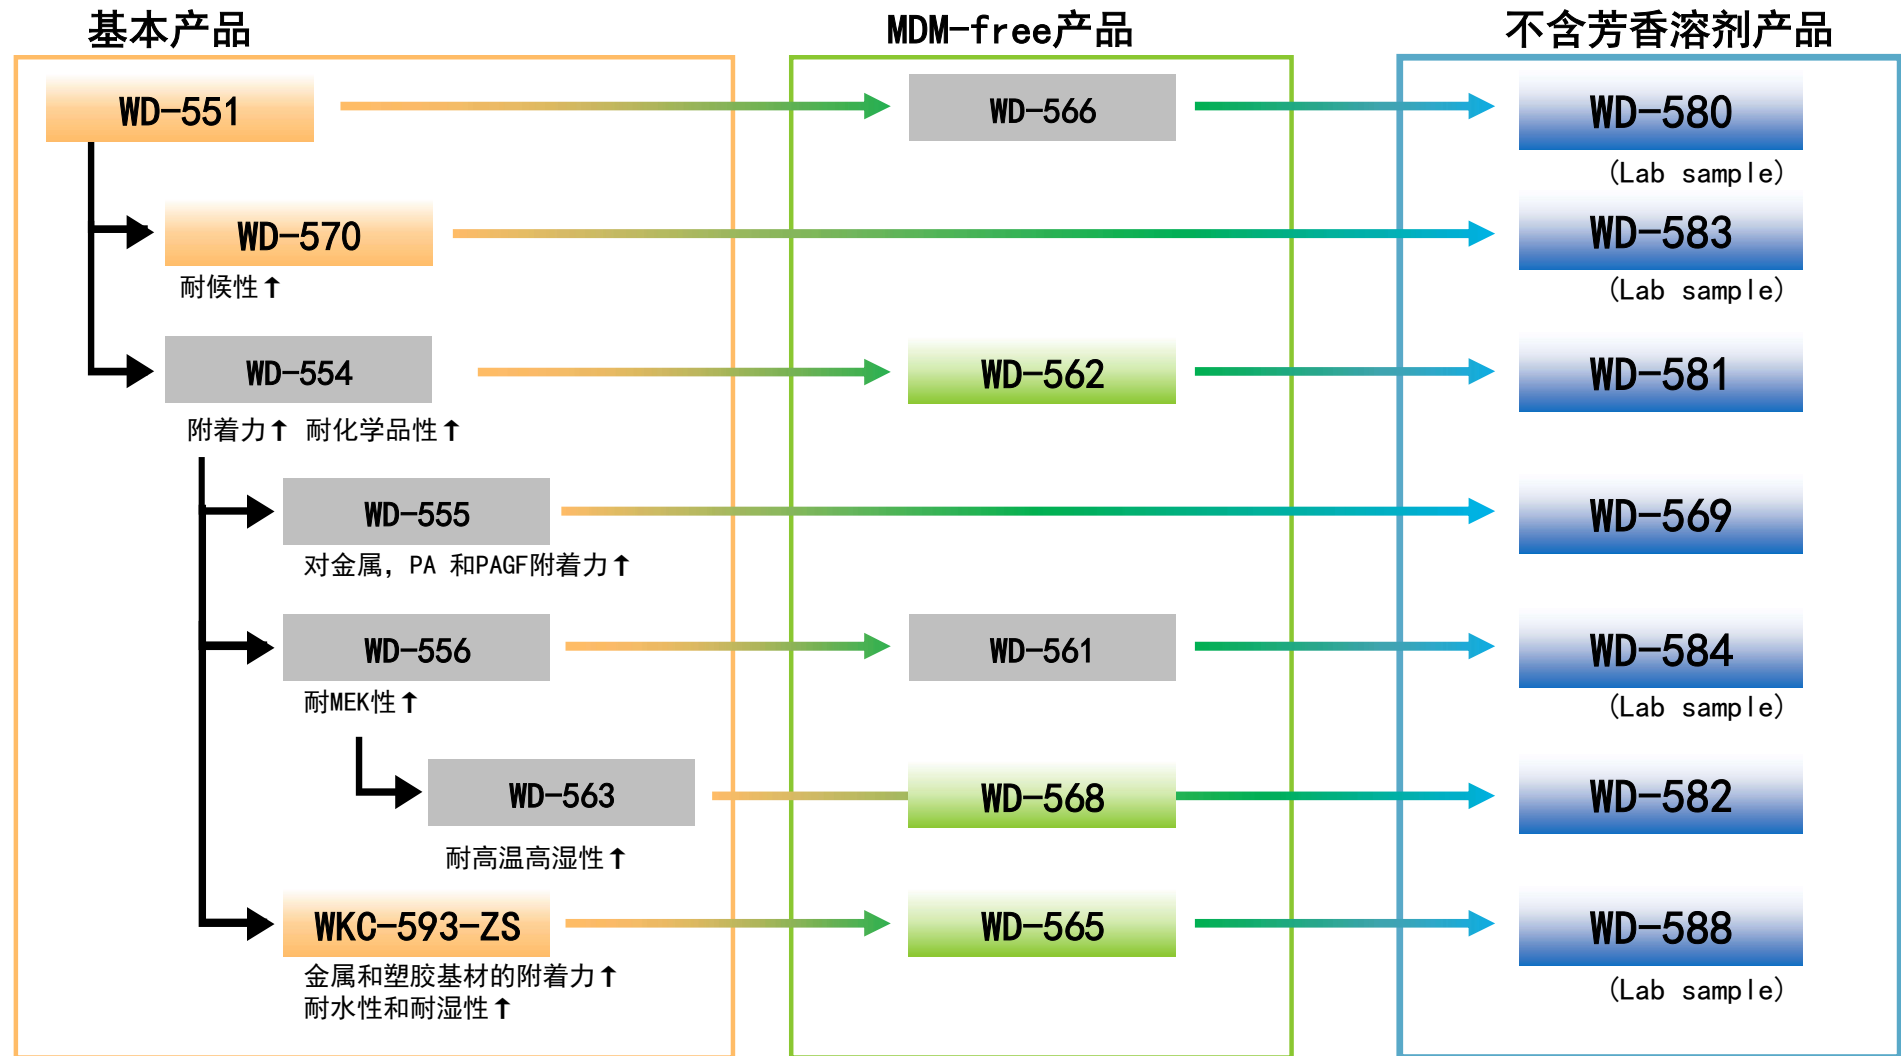 基本产品
MDM-free产品
不含芳香溶剂产品
WD-551
WD-566
WD-580
(Lab sample)
WD-570
WD-583
耐候性↑
(Lab sample)
WD-554
WD-562
WD-581
附着力↑ 耐化学品性↑
WD-555
WD-569
对金属，PA 和PAGF附着力↑
WD-556
WD-561
WD-584
耐MEK性↑
(Lab sample)
WD-563
WD-568
WD-582
耐高温高湿性↑
WKC-593-ZS
WD-565
WD-588
金属和塑胶基材的附着力↑
(Lab sample)
耐水性和耐湿性↑